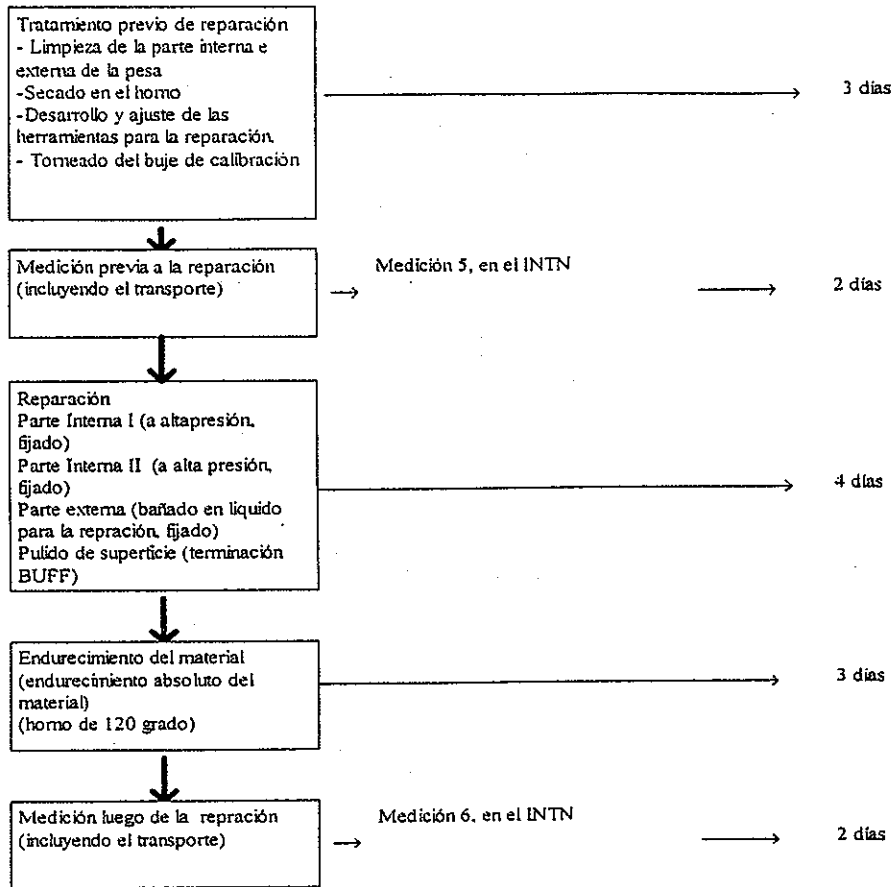 Tratamiento previo de reparación
- Limpieza de la parte interna e
externa de la pesa
-Secado en el horno
-Desarrollo y ajuste de las
herramientas para la reparación.
- Torneado del buje de calibración
3 días
Medición previa a la reparación
(incluyendo el transporte)
Medición 5, en el INTN
2 días
Reparación
Parte Interna I (a altapresión,
fijado)
Parte Interna II (a alta presión,
fijado)
Parte externa (bañado en líquido
para la repración, fijado)
Pulido de superficie (terminación
BUFF)
4 días
Endurecimiento del material
(endurecimiento absoluto del
material)
(horno de 120 grado)
3 días
Medición luego de la repración
(incluyendo el transporte)
Medición 6, en el INTN
2 días